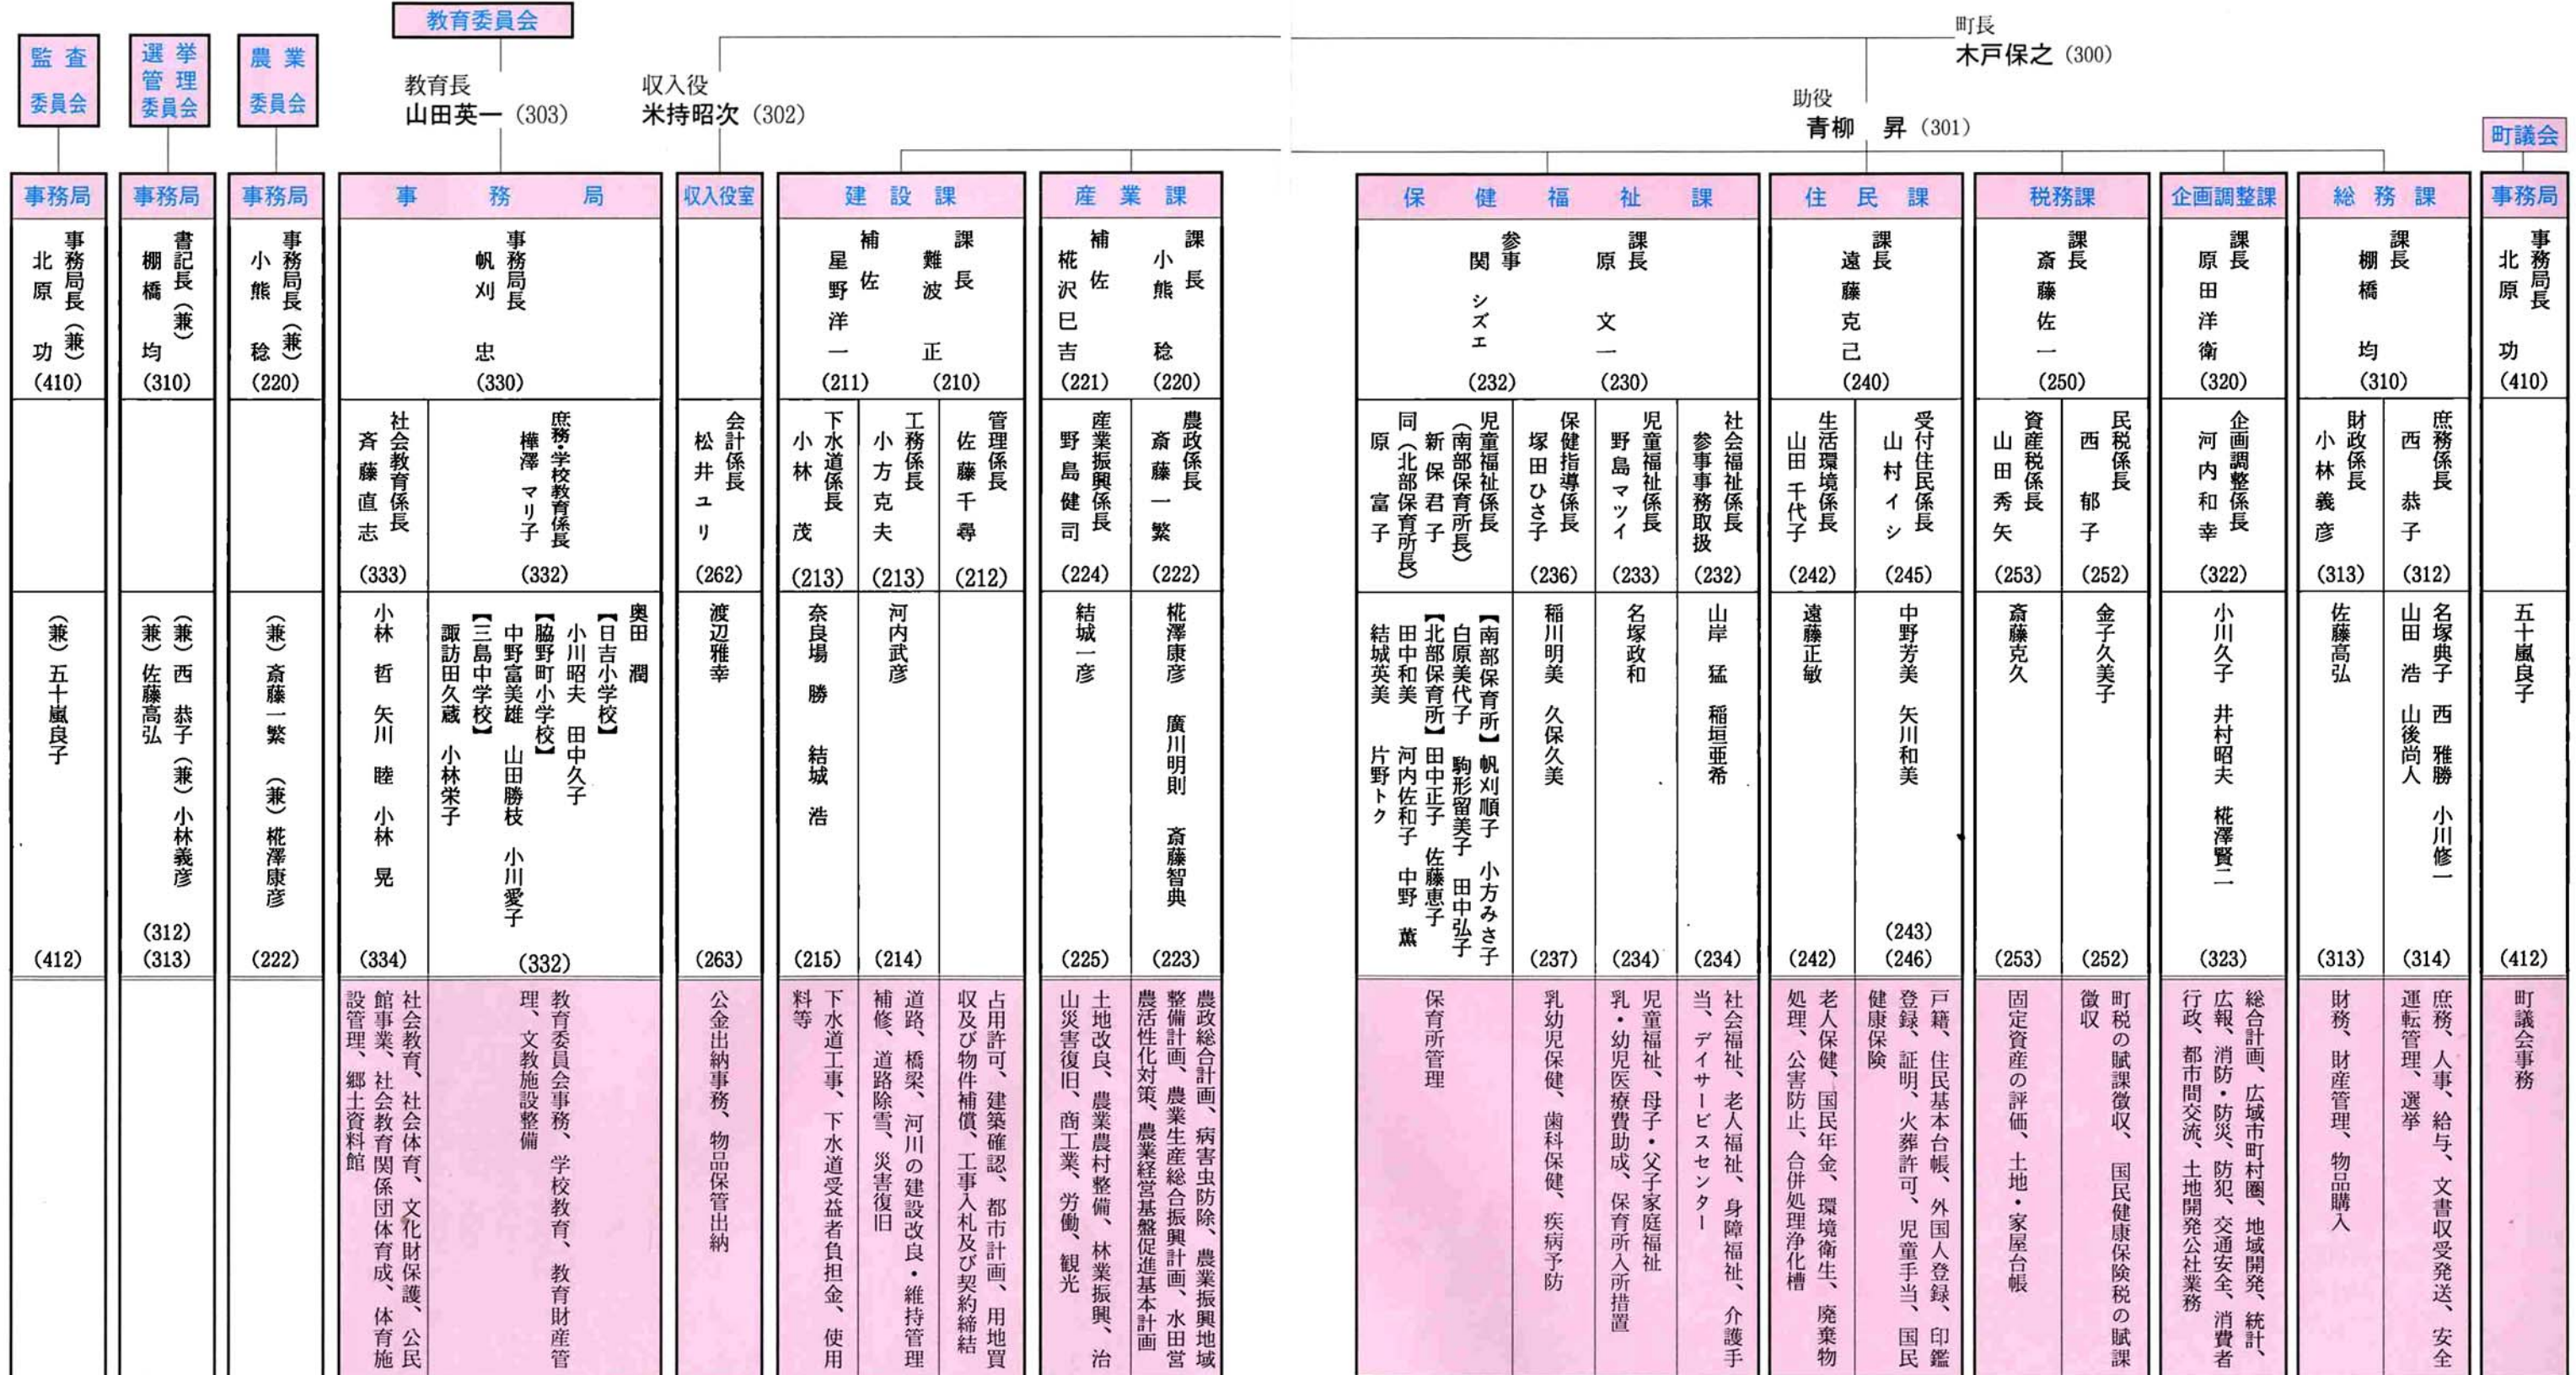 町長
木戸保之（300）
助役
青柳　昇（301）
収入役
米持昭次（302）
教育委員会
教育長
山田英一（303）
町議会
事務局
事務局長
北原　功
(410)
五十嵐良子
(412)
町議会事務
総務課
課長
棚橋　均
(310)
庶務係長
西　恭子
(312)
名塚典子　西　雅勝　小川修一
山田　浩　山後尚人
(314)
庶務、人事、給与、文書収受発送、安全
運転管理、選挙
財政係長
小林義彦
(313)
佐藤高弘
(313)
財務、財産管理、物品購入
企画調整課
課長
原田洋衛
(320)
企画調整係長
河内和幸
(322)
小川久子　井村昭夫　椛澤賢二
(323)
総合計画、広域市町村圏、地域開発、統計、
広報、消防・防災、防犯、交通安全、消費者
行政、都市間交流、土地開発公社業務
税務課
課長
斎藤佐一
(250)
民税係長
西　郁子
(252)
金子久美子
(252)
町税の賦課徴収、国民健康保険税の賦課
徴収
資産税係長
山田秀矢
(253)
斎藤克久
(253)
固定資産の評価、土地・家屋台帳
住民課
課長
遠藤克己
(240)
受付住民係長
山村イシ
(245)
中野芳美　矢川和美
(243)
(246)
戸籍、住民基本台帳、外国人登録、印鑑
登録、証明、火葬許可、児童手当、国民
健康保険
生活環境係長
山田千代子
(242)
遠藤正敏
(242)
老人保健、国民年金、環境衛生、廃棄物
処理、公害防止、合併処理浄化槽
保健福祉課
課長
原　文一
(230)
参事
関　シズエ
(232)
社会福祉係長
参事事務取扱
(232)
山岸　猛　稲垣亜希
(234)
社会福祉、老人福祉、身障福祉、介護手
当、デイサービスセンター
児童福祉係長
野島マツイ
(233)
名塚政和
(234)
児童福祉、母子・父子家庭福祉
乳・幼児医療費助成、保育所入所措置
保健指導係長
塚田ひさ子
(236)
稲川明美　久保久美
(237)
乳幼児保健、歯科保健、疾病予防
児童福祉係長
（南部保育所長）
新保君子
同（北部保育所長）
原　富子
【南部保育所】帆刈順子　小方みさ子
白原美代子　駒形留美子　田中弘子
【北部保育所】田中正子　佐藤恵子
田中和美　河内佐和子　中野　薫
結城英美　片野トク
保育所管理
産業課
課長
小熊　稔
(220)
補佐
椛沢巳吉
(221)
農政係長
斎藤一繁
(222)
椛澤康彦　廣川明則　斎藤智典
(223)
農政総合計画、病害虫防除、農業振興地域
整備計画、農業生産総合振興計画、水田営
農活性化対策、農業経営基盤促進基本計画
産業振興係長
野島健司
(224)
結城一彦
(225)
土地改良、農業農村整備、林業振興、治
山災害復旧、商工業、労働、観光
建設課
課長
難波　正
(210)
補佐
星野洋一
(211)
管理係長
佐藤千尋
(212)
占用許可、建築確認、都市計画、用地買
収及び物件補償、工事入札及び契約締結
工務係長
小方克夫
(213)
河内武彦
(214)
道路、橋梁、河川の建設改良・維持管理
補修、道路除雪、災害復旧
下水道係長
小林　茂
(213)
奈良場　勝　結城　浩
(215)
下水道工事、下水道受益者負担金、使用
料等
収入役室
会計係長
松井ユリ
(262)
渡辺雅幸
(263)
公金出納事務、物品保管出納
事務局
事務局長
帆刈　忠
(330)
庶務・学校教育係長
樺澤マリ子
(332)
奥田　潤
【日吉小学校】
小川昭夫　田中久子
【脇野町小学校】
中野富美雄　山田勝枝　小川愛子
【三島中学校】
諏訪田久蔵　小林栄子
(332)
教育委員会事務、学校教育、教育財産管
理、文教施設整備
社会教育係長
斉藤直志
(333)
小林　哲　矢川　睦　小林　晃
(334)
社会教育、社会体育、文化財保護、公民
館事業、社会教育関係団体育成、体育施
設管理、郷土資料館
農業
委員会
事務局
事務局長（兼）
小熊　稔
(220)
（兼）斎藤一繁　（兼）椛澤康彦
(222)
選挙
管理
委員会
事務局
書記長（兼）
棚橋　均
(310)
（兼）西　恭子（兼）小林義彦
（兼）佐藤高弘
(312)
(313)
監査
委員会
事務局
事務局長（兼）
北原　功
(410)
（兼）五十嵐良子
(412)